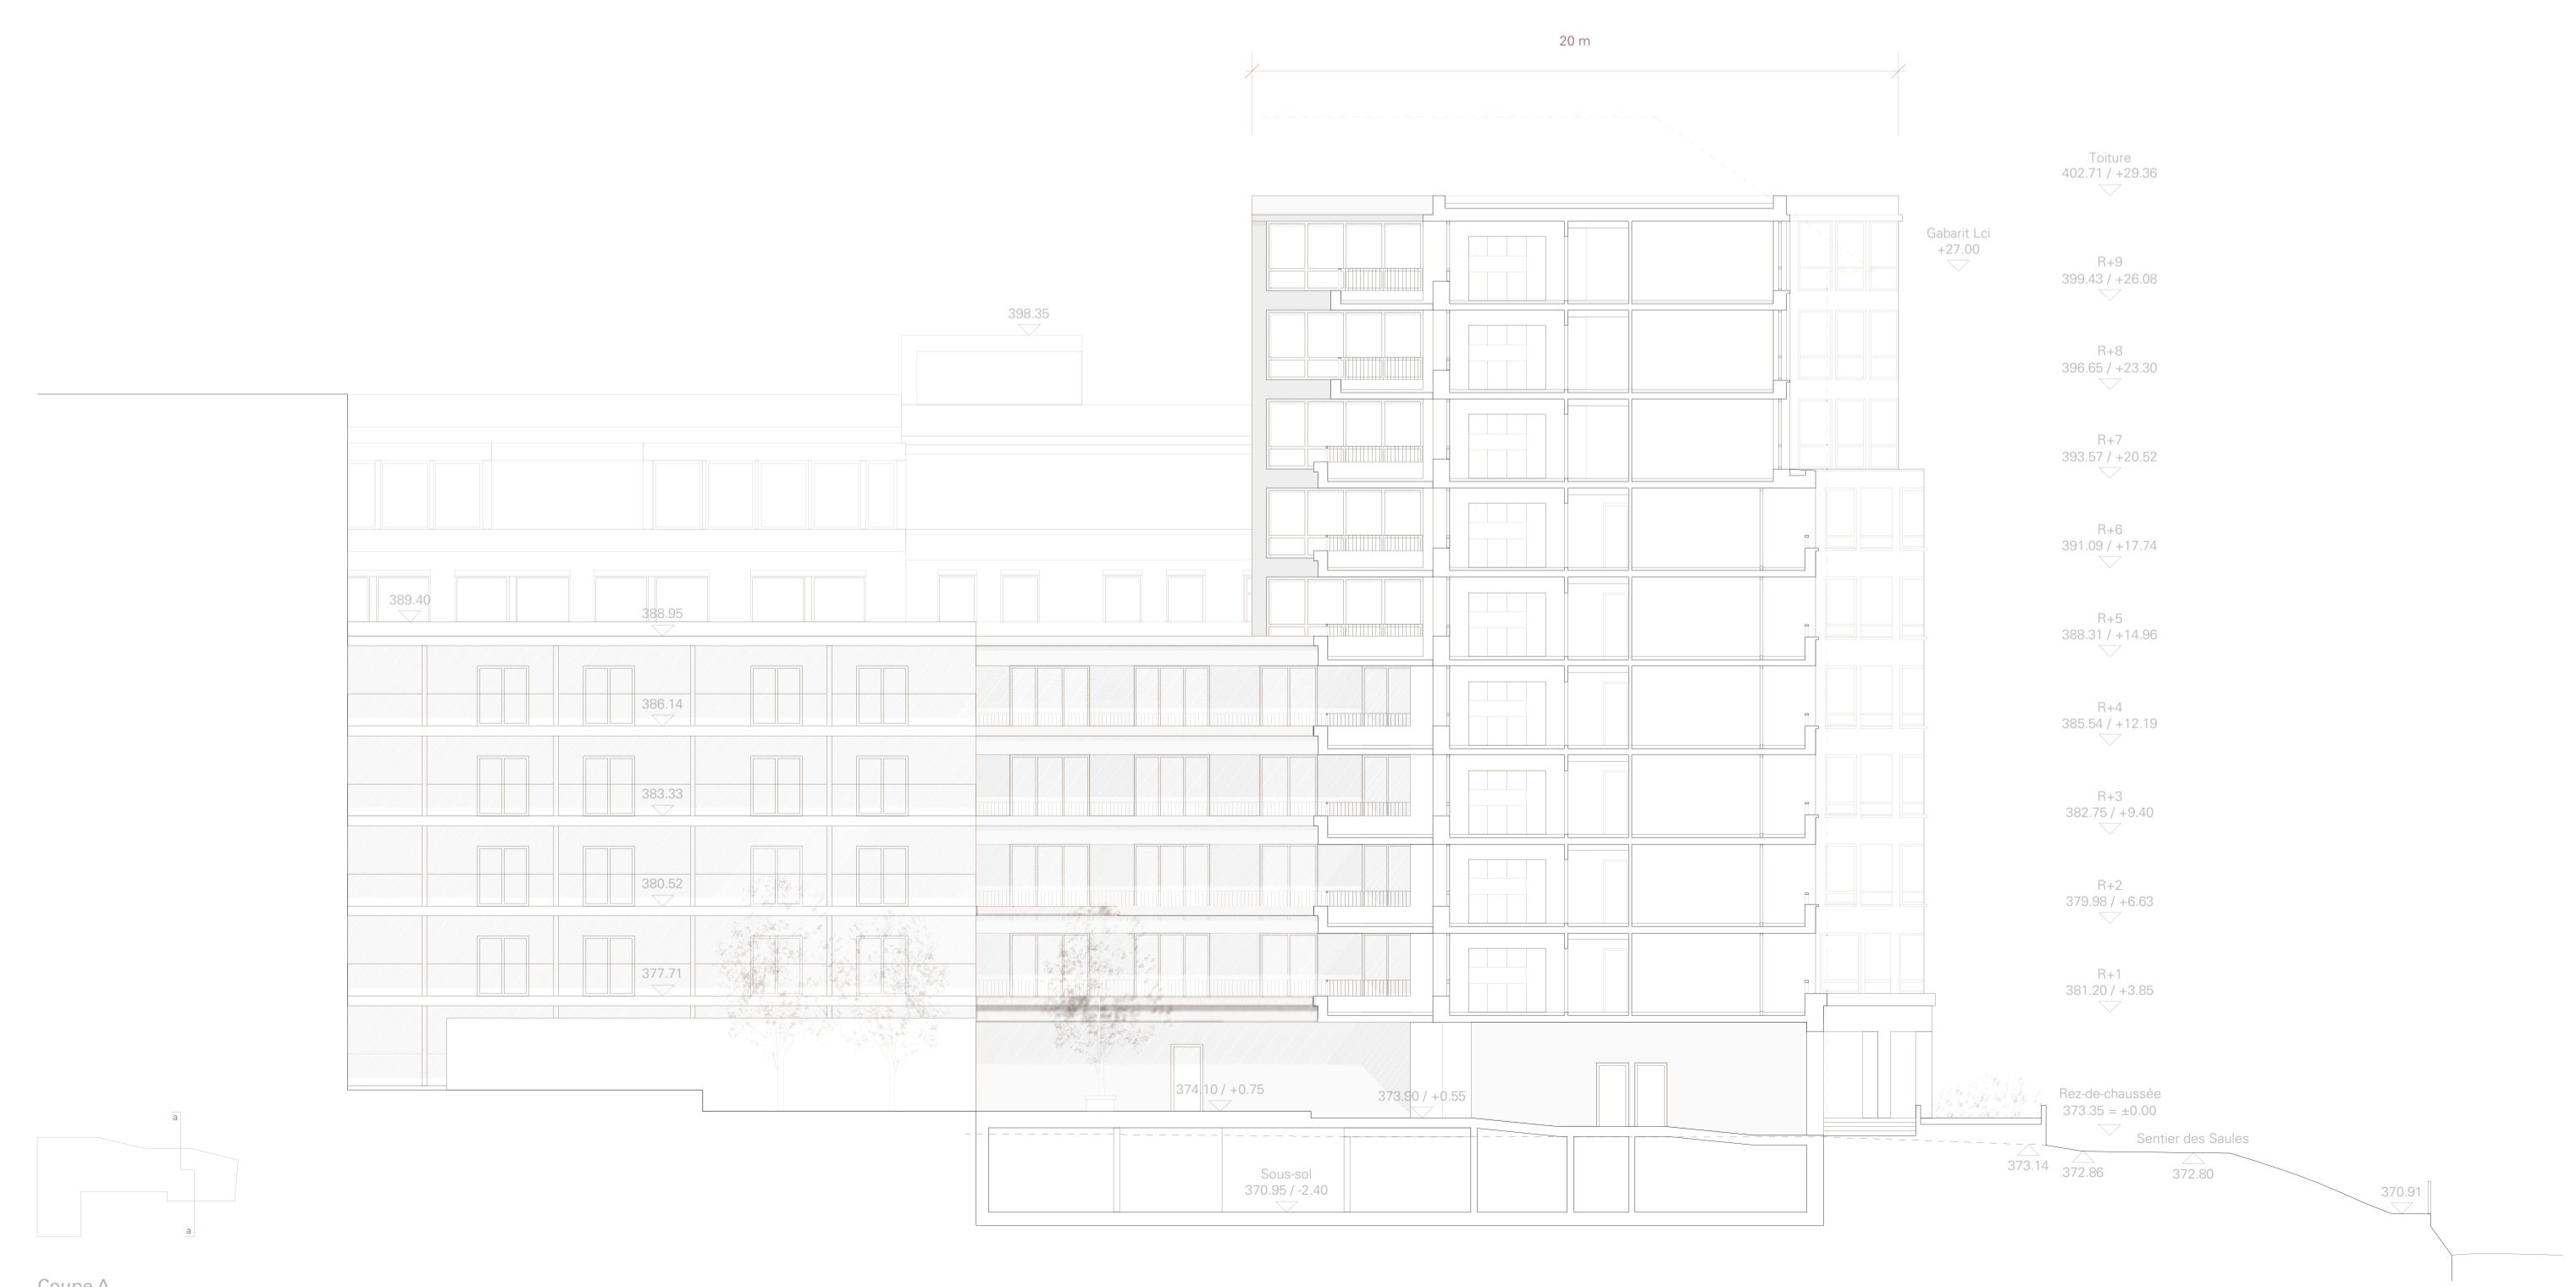 20 m
Toiture
402.71 / +29.36
Gabarit Lci
+27.00
R+9
399.43 / +26.08
398.35
R+8
396.65 / +23.30
R+7
393.57 / +20.52
R+6
391.09 / +17.74
389.40
388.95
R+5
388.31 / +14.96
386.14
R+4
385.54 / +12.19
383.33
R+3
382.75 / +9.40
380.52
R+2
379.98 / +6.63
377.71
R+1
381.20 / +3.85
374.10 / +0.75
373.90 / +0.55
Rez-de-chaussée
373.35 = ±0.00
Sentier des Saules
373.14
372.86
372.80
Sous-sol
370.95 / -2.40
370.91
a
a
Coupe A